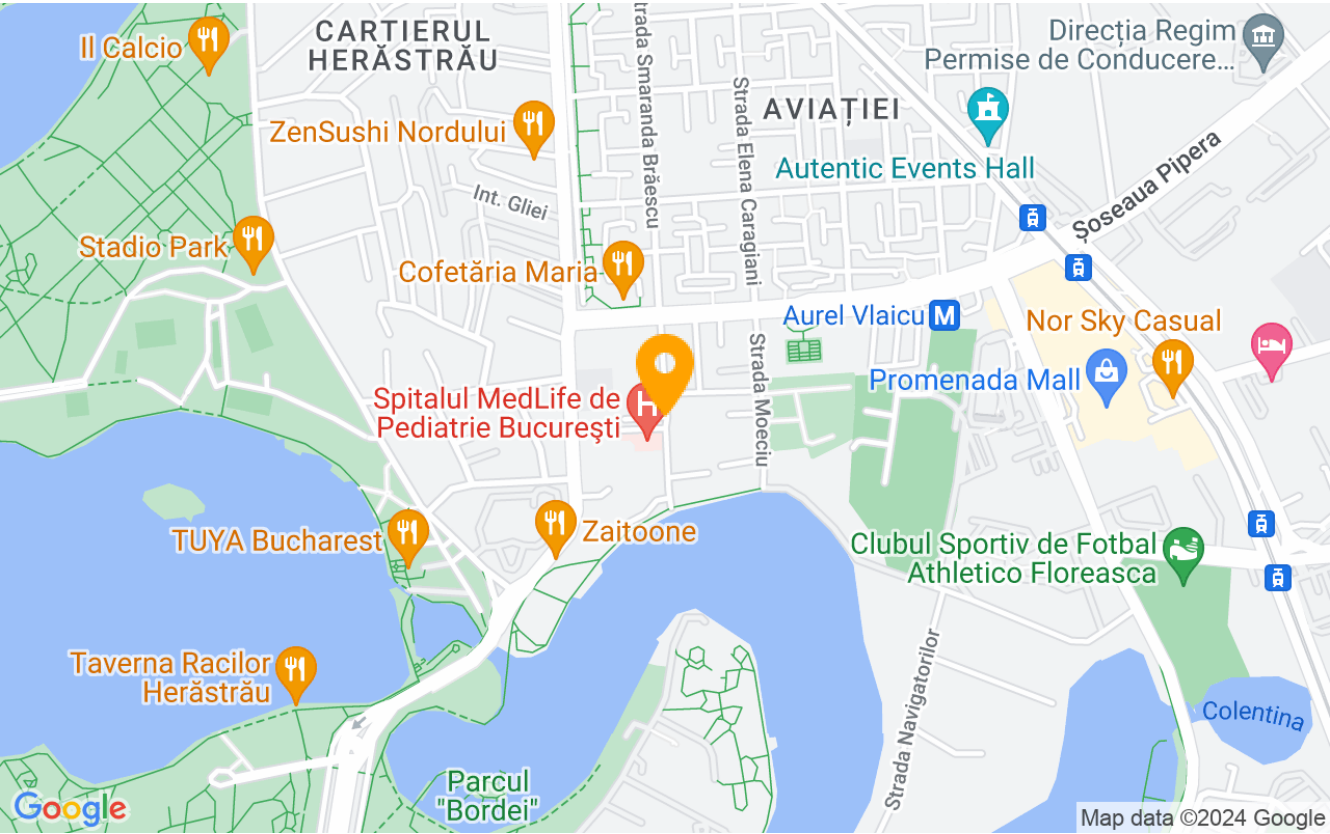 Il Calcio
CARTIERUL
HERĂSTRĂU
trada Smaranda Brăescu
Direcția Regim
Permise de Conducere...
AVIAȚIEI
Strada Elena Caragiani
ZenSushi Nordului
Autentic Events Hall
Șoseaua Pipera
Int. Gliei
Stadio Park
Cofetăria Maria
Aurel Vlaicu
M
Nor Sky Casual
Strada Moeciu
Promenada Mall
Spitalul MedLife de
Pediatrie Bucureşti
H
TUYA Bucharest
Zaitoone
Clubul Sportiv de Fotbal
Athletico Floreasca
Taverna Racilor
Herăstrău
Strada Navigatorilor
Colentina
Parcul
"Bordei"
Google
Map data ©2024 Google